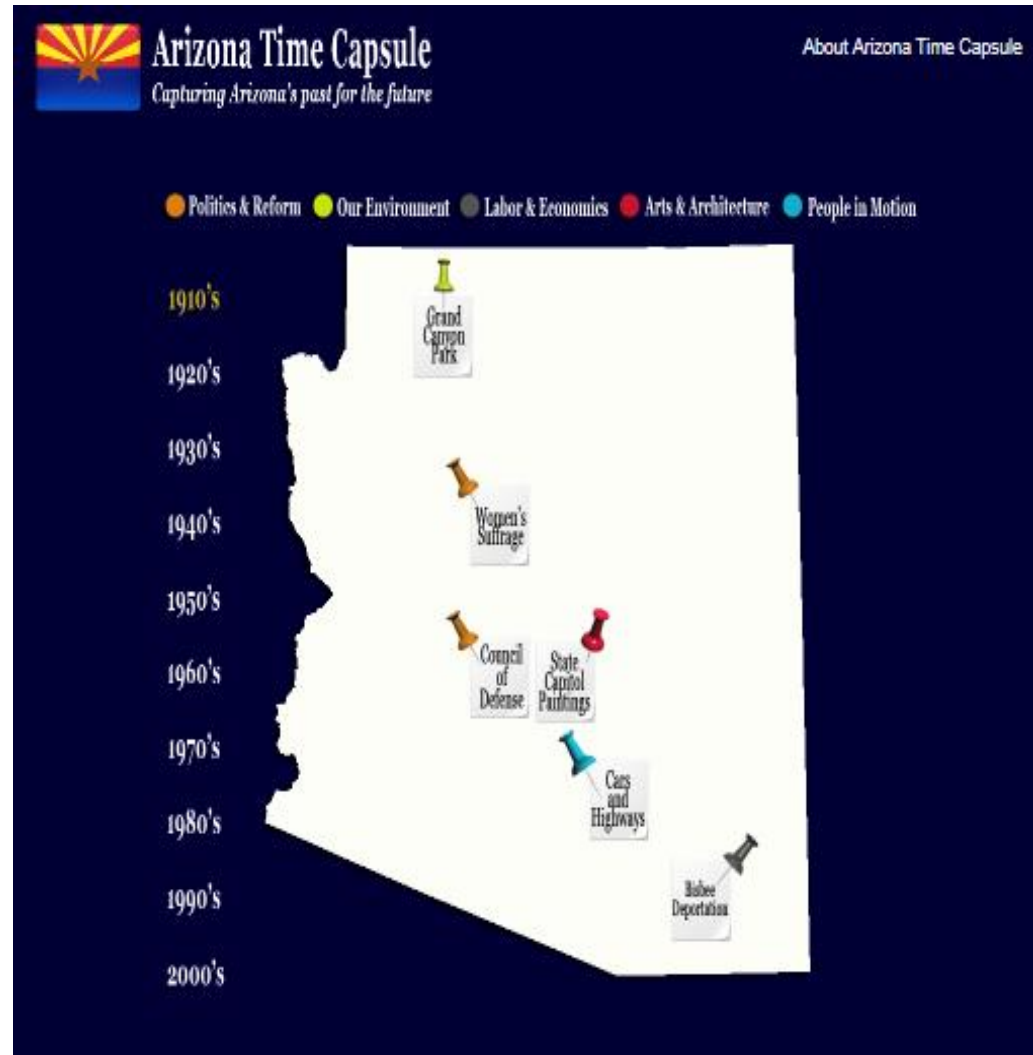 Arizona Time Capsule
Capturing Arizona's past for the future
About Arizona Time Capsule
Politics & Reform Our Environment Labor & Economics Arts & Architecture People in Motion
1910's
1920's
1930's
1940's
1950's
1960's
1970's
1980's
1990's
2000's
Grand
Canyon
Park
Women's
Suffrage
Council
of
Defense
State
Capitol
Paintings
Cars
and
Highways
Bisbee
Deportation